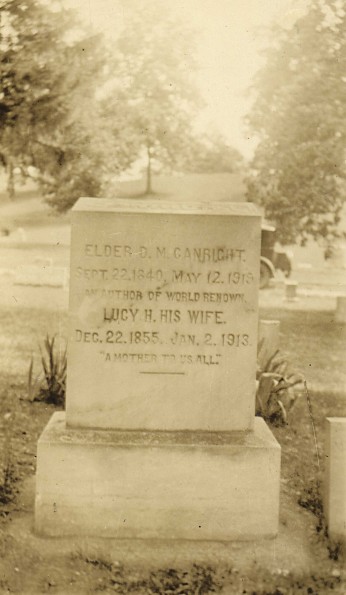 ELDER D. M. CANRIGHT.
SEPT. 22. 1840. MAY 12. 1919
AN AUTHOR OF WORLD RENOWN.
LUCY H. HIS WIFE.
DEC. 22. 1855. JAN. 2. 1913.
"A MOTHER TO US ALL."